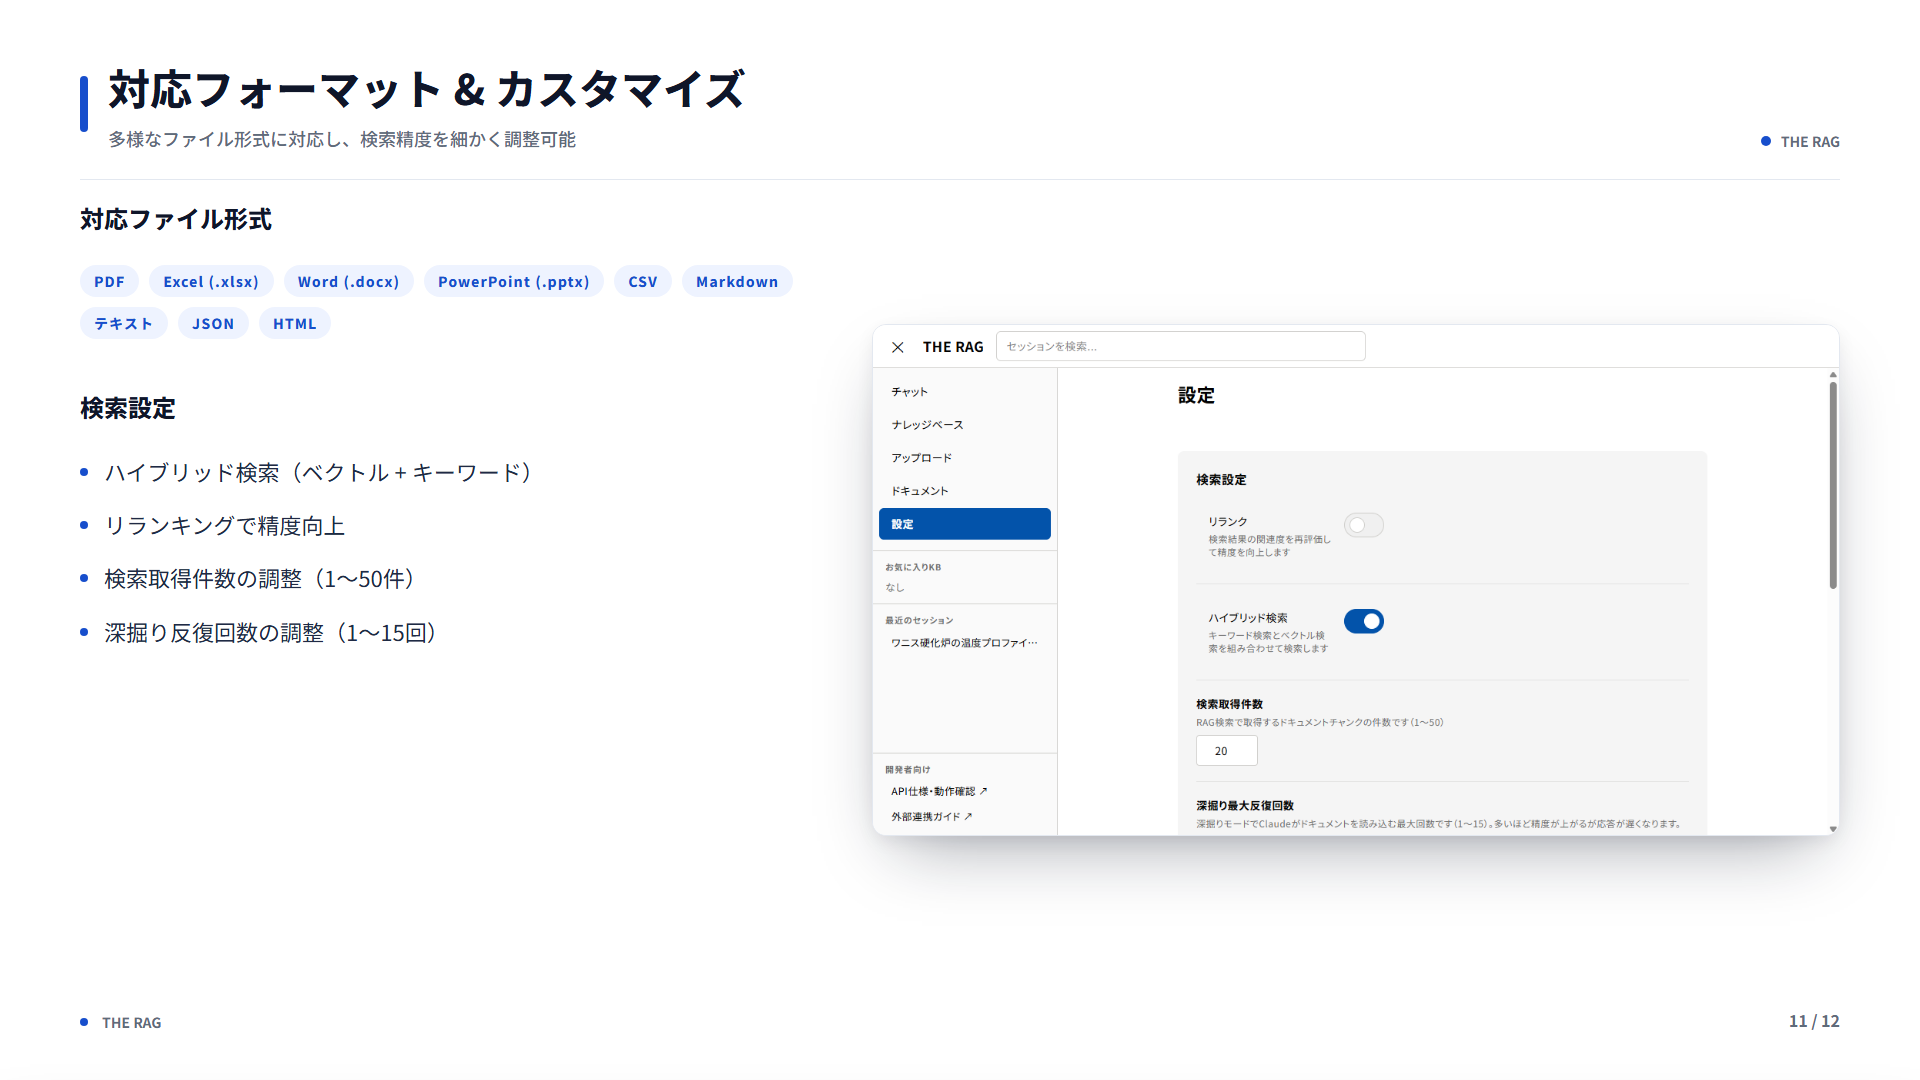 対応フォーマット & カスタマイズ
多様なファイル形式に対応し、検索精度を細かく調整可能
THE RAG
対応ファイル形式
PDF Excel (.xlsx) Word (.docx) PowerPoint (.pptx) CSV Markdown
テキスト JSON HTML
検索設定
ハイブリッド検索（ベクトル + キーワード）
リランキングで精度向上
検索取得件数の調整（1〜50件）
深掘り反復回数の調整（1〜15回）
THE RAG セッションを検索...
チャット
ナレッジベース
アップロード
ドキュメント
設定
お気に入りKB
なし
最近のセッション
ワニス硬化炉の温度プロファイ…
開発者向け
API仕様・動作確認 ↗
外部連携ガイド ↗
設定
検索設定
リランク
検索結果の関連度を再評価し
て精度を向上します
ハイブリッド検索
キーワード検索とベクトル検
索を組み合わせて検索します
検索取得件数
RAG検索で取得するドキュメントチャンクの件数です（1〜50）
20
深掘り最大反復回数
深掘りモードでClaudeがドキュメントを読み込む最大回数です（1〜15）。多いほど精度が上がるが応答が遅くなります。
THE RAG
11 / 12